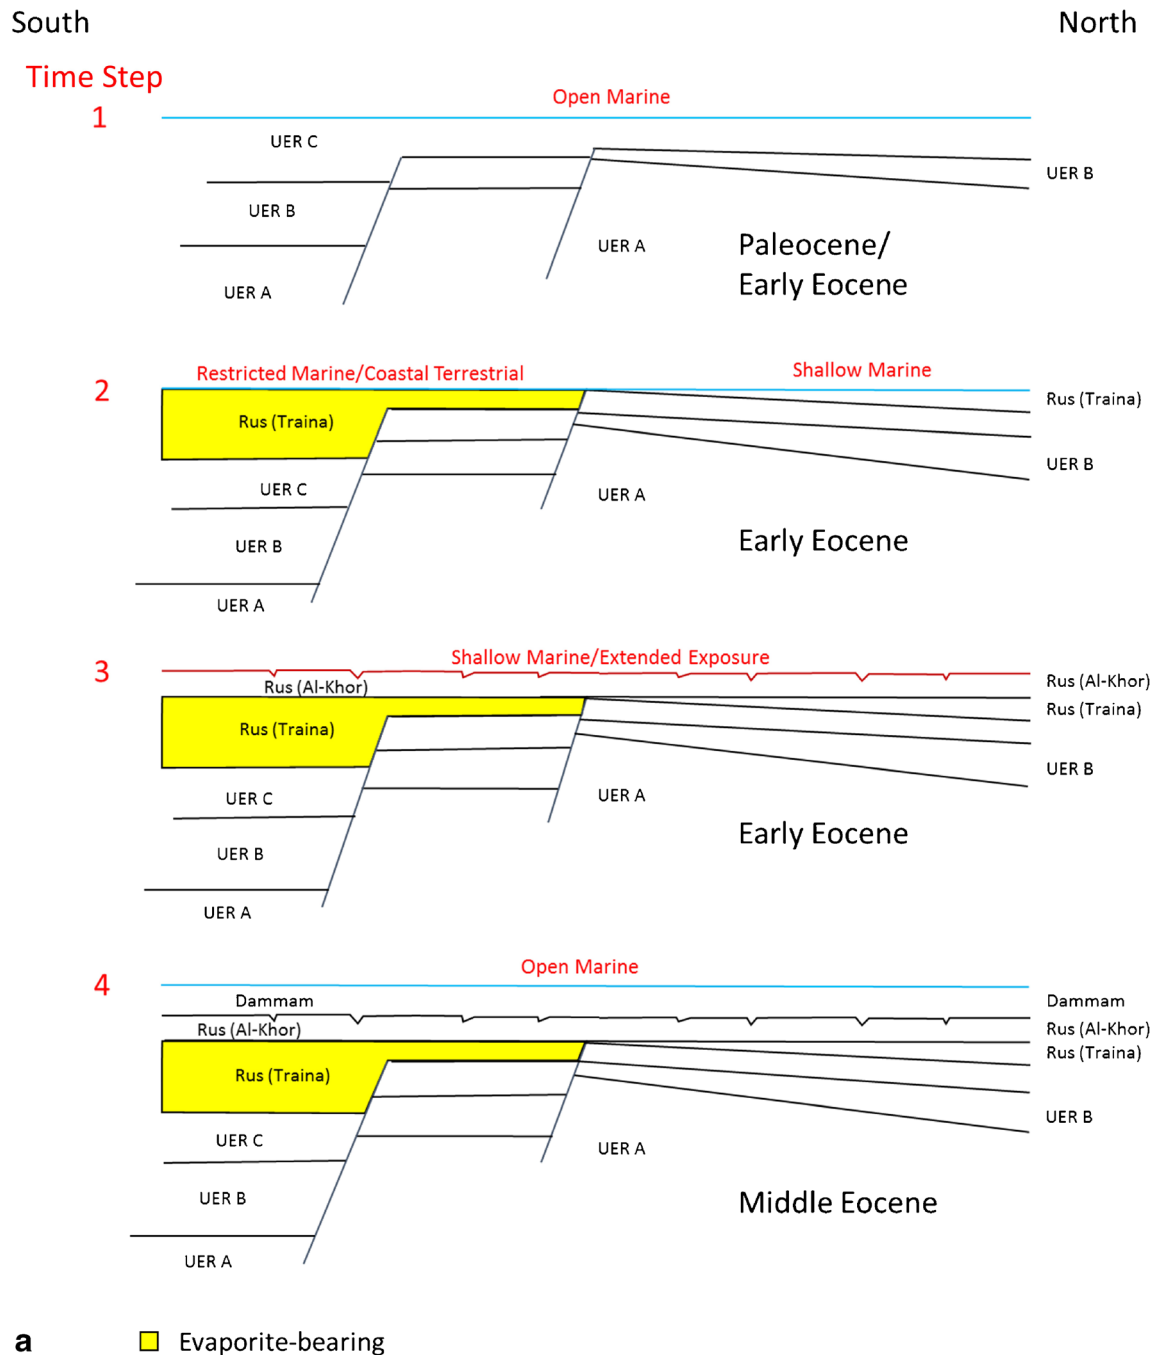 South
North
Time Step
1
Open Marine
UER C
UER B
UER B
UER A
UER A
Paleocene/
Early Eocene
2
Restricted Marine/Coastal Terrestrial
Shallow Marine
Rus (Traina)
Rus (Traina)
UER B
UER C
UER A
UER B
Early Eocene
UER A
3
Shallow Marine/Extended Exposure
Rus (Al-Khor)
Rus (Al-Khor)
Rus (Traina)
Rus (Traina)
UER B
UER C
UER A
Early Eocene
UER B
UER A
4
Open Marine
Dammam
Dammam
Rus (Al-Khor)
Rus (Al-Khor)
Rus (Traina)
Rus (Traina)
UER B
UER C
UER A
UER B
Middle Eocene
UER A
a
Evaporite-bearing